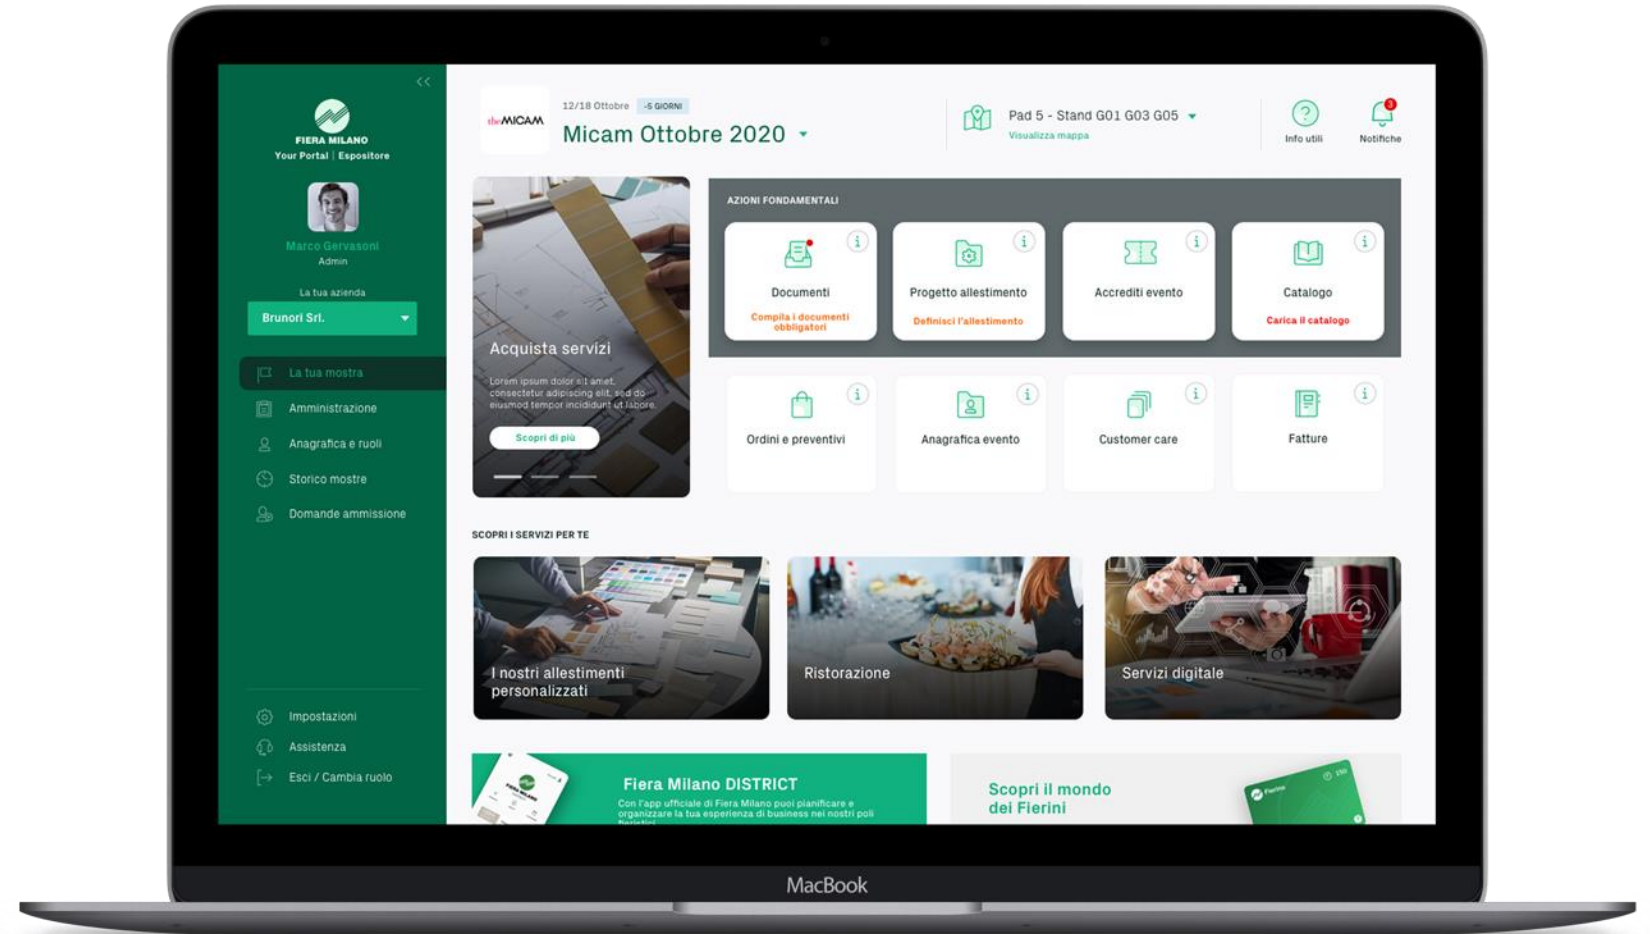 <<
FIERA MILANO
Your Portal | Espositore
Marco Gervasoni
Admin
La tua azienda
Brunori Srl.
La tua mostra
Amministrazione
Anagrafica e ruoli
Storico mostre
Domande ammissione
Impostazioni
Assistenza
Esci / Cambia ruolo
theMICAM
12/18 Ottobre
-5 GIORNI
Micam Ottobre 2020
Pad 5 - Stand G01 G03 G05
Visualizza mappa
Info utili
3
Notifiche
Acquista servizi
Lorem ipsum dolor sit amet,
consectetur adipiscing elit, sed do
eiusmod tempor incididunt ut labore.
Scopri di più
AZIONI FONDAMENTALI
Documenti
Compila i documenti
obbligatori
Progetto allestimento
Definisci l'allestimento
Accrediti evento
Catalogo
Carica il catalogo
Ordini e preventivi
Anagrafica evento
Customer care
Fatture
SCOPRI I SERVIZI PER TE
I nostri allestimenti
personalizzati
Ristorazione
Servizi digitale
Fiera Milano DISTRICT
Con l'app ufficiale di Fiera Milano puoi pianificare e
organizzare la tua esperienza di business nei nostri poli
fieristici
Scopri il mondo
dei Fierini
Fierini
150
MacBook